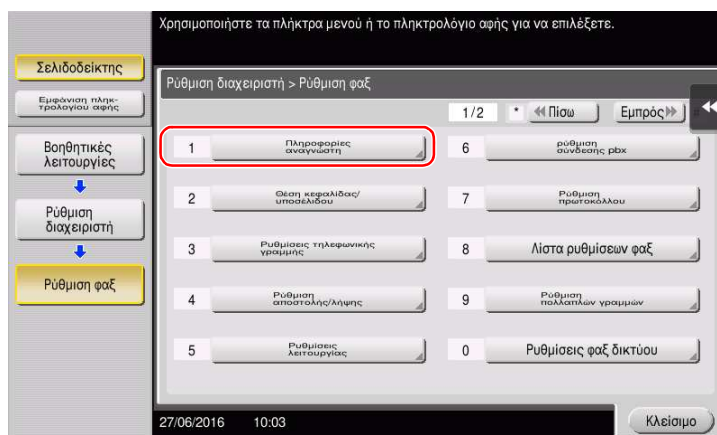 Χρησιμοποιήστε τα πλήκτρα μενού ή το πληκτρολόγιο αφής για να επιλέξετε.
Σελιδοδείκτης
Εμφάνιση πληκ-
τρολογίου αφής
Βοηθητικές
λειτουργίες
Ρύθμιση
διαχειριστή
Ρύθμιση φαξ
Ρύθμιση διαχειριστή > Ρύθμιση φαξ
1/2 * Πίσω Εμπρός
1 Πληροφορίες
αναγνώστη
2 Θέση κεφαλίδας/
υποσέλιδου
3 Ρυθμίσεις τηλεφωνικής
γραμμής
4 Ρύθμιση
αποστολής/λήψης
5 Ρυθμίσεις
λειτουργίας
6 ρύθμιση
σύνδεσης pbx
7 Ρύθμιση
πρωτοκόλλου
8 Λίστα ρυθμίσεων φαξ
9 Ρύθμιση
πολλαπλών γραμμών
0 Ρυθμίσεις φαξ δικτύου
27/06/2016 10:03
Κλείσιμο